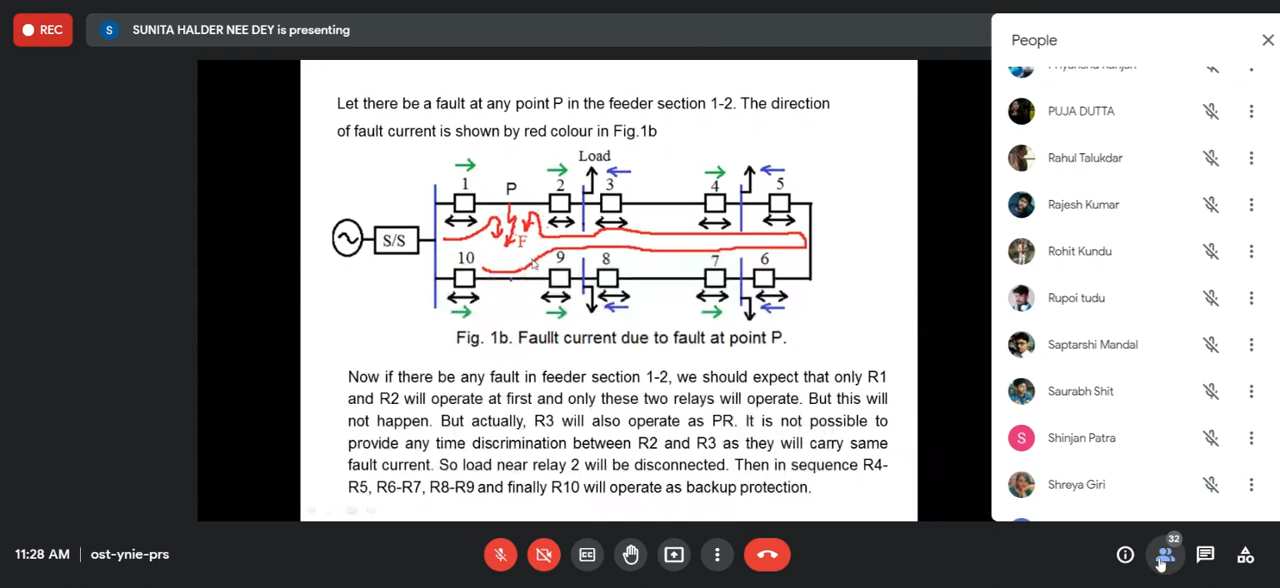 REC
S SUNITA HALDER NEE DEY is presenting
People
PUJA DUTTA
Rahul Talukdar
Rajesh Kumar
Rohit Kundu
Rupoi tudu
Saptarshi Mandal
Saurabh Shit
S Shinjan Patra
Shreya Giri
Let there be a fault at any point P in the feeder section 1-2. The direction
of fault current is shown by red colour in Fig.1b
Load
1 P 2 3 4 5
S/S
F
10 9 8 7 6
Fig. 1b. Faullt current due to fault at point P.
Now if there be any fault in feeder section 1-2, we should expect that only R1
and R2 will operate at first and only these two relays will operate. But this will
not happen. But actually, R3 will also operate as PR. It is not possible to
provide any time discrimination between R2 and R3 as they will carry same
fault current. So load near relay 2 will be disconnected. Then in sequence R4-
R5, R6-R7, R8-R9 and finally R10 will operate as backup protection.
11:28 AM | ost-ynie-prs
CC
32